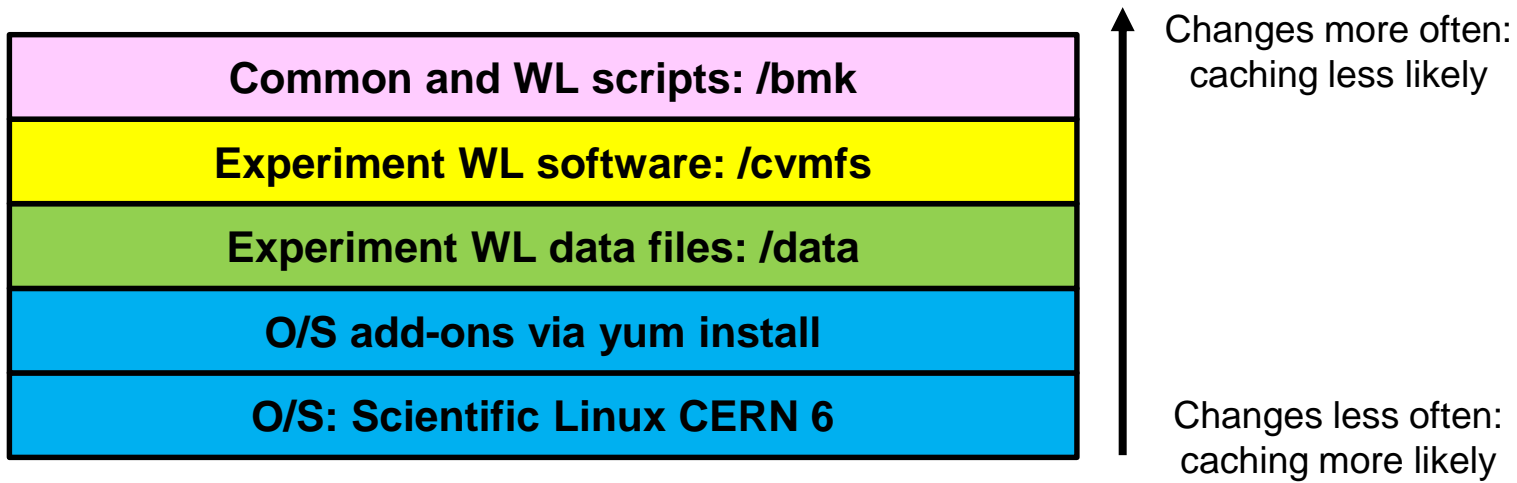 Changes more often:
caching less likely
Common and WL scripts: /bmk
Experiment WL software: /cvmfs
Experiment WL data files: /data
O/S add-ons via yum install
O/S: Scientific Linux CERN 6
Changes less often:
caching more likely